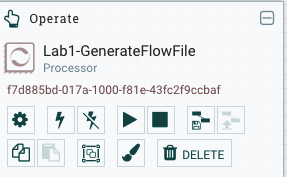 Operate
Lab1-GenerateFlowFile
Processor
f7d885bd-017a-1000-f81e-43fc2f9ccbaf
DELETE